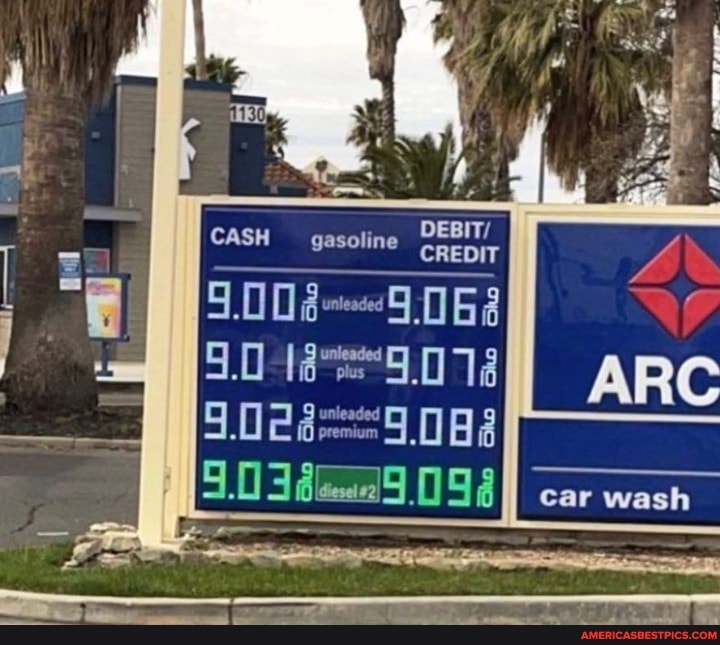 1130
CASH gasoline DEBIT/
CREDIT
9.00 9/10 unleaded 9.06 9/10
9.01 9/10 unleaded plus 9.07 9/10
9.02 9/10 unleaded premium 9.08 9/10
9.03 9/10 diesel #2 9.09 9/10
ARC
car wash
AMERICASBESTPICS.COM